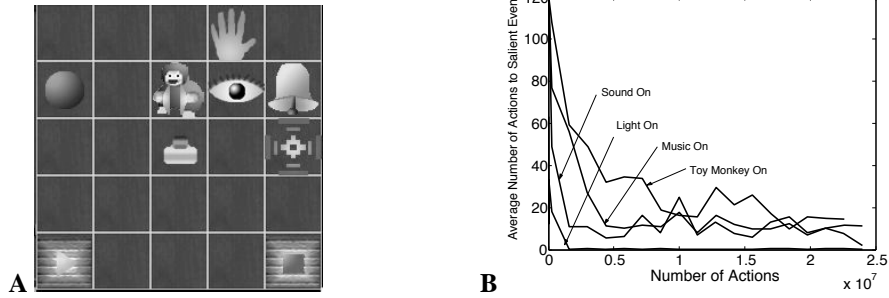 A
B
Average Number of Actions to Salient Event
120
100
80
60
40
20
0
Sound On
Light On
Music On
Toy Monkey On
0 0.5 1 1.5 2 2.5
Number of Actions
x 10^7